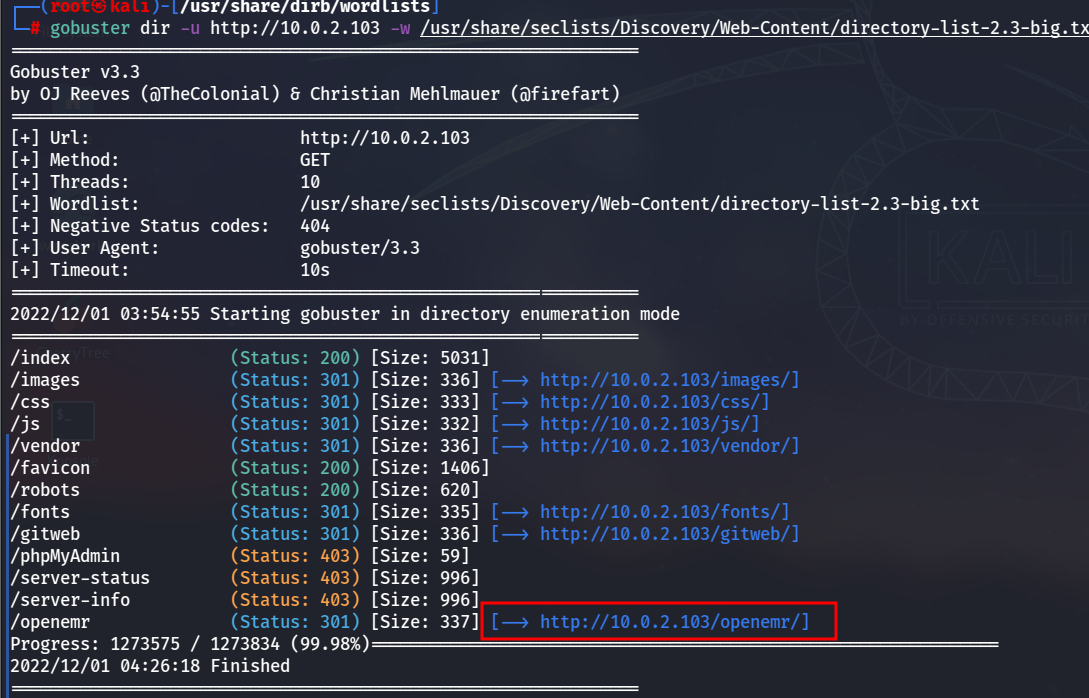 (root㉿kali)-[/usr/share/dirb/wordlists]
# gobuster dir -u http://10.0.2.103 -w /usr/share/seclists/Discovery/Web-Content/directory-list-2.3-big.tx
Gobuster v3.3
by OJ Reeves (@TheColonial) & Christian Mehlmauer (@firefart)
[+] Url: http://10.0.2.103
[+] Method: GET
[+] Threads: 10
[+] Wordlist: /usr/share/seclists/Discovery/Web-Content/directory-list-2.3-big.txt
[+] Negative Status codes: 404
[+] User Agent: gobuster/3.3
[+] Timeout: 10s
2022/12/01 03:54:55 Starting gobuster in directory enumeration mode
/index (Status: 200) [Size: 5031]
/images (Status: 301) [Size: 336] [--> http://10.0.2.103/images/]
/css (Status: 301) [Size: 333] [--> http://10.0.2.103/css/]
/js (Status: 301) [Size: 332] [--> http://10.0.2.103/js/]
/vendor (Status: 301) [Size: 336] [--> http://10.0.2.103/vendor/]
/favicon (Status: 200) [Size: 1406]
/robots (Status: 200) [Size: 620]
/fonts (Status: 301) [Size: 335] [--> http://10.0.2.103/fonts/]
/gitweb (Status: 301) [Size: 336] [--> http://10.0.2.103/gitweb/]
/phpMyAdmin (Status: 403) [Size: 59]
/server-status (Status: 403) [Size: 996]
/server-info (Status: 403) [Size: 996]
/openemr (Status: 301) [Size: 337] [--> http://10.0.2.103/openemr/]
Progress: 1273575 / 1273834 (99.98%)
2022/12/01 04:26:18 Finished
KALI
BY OFFENSIVE SECURIT